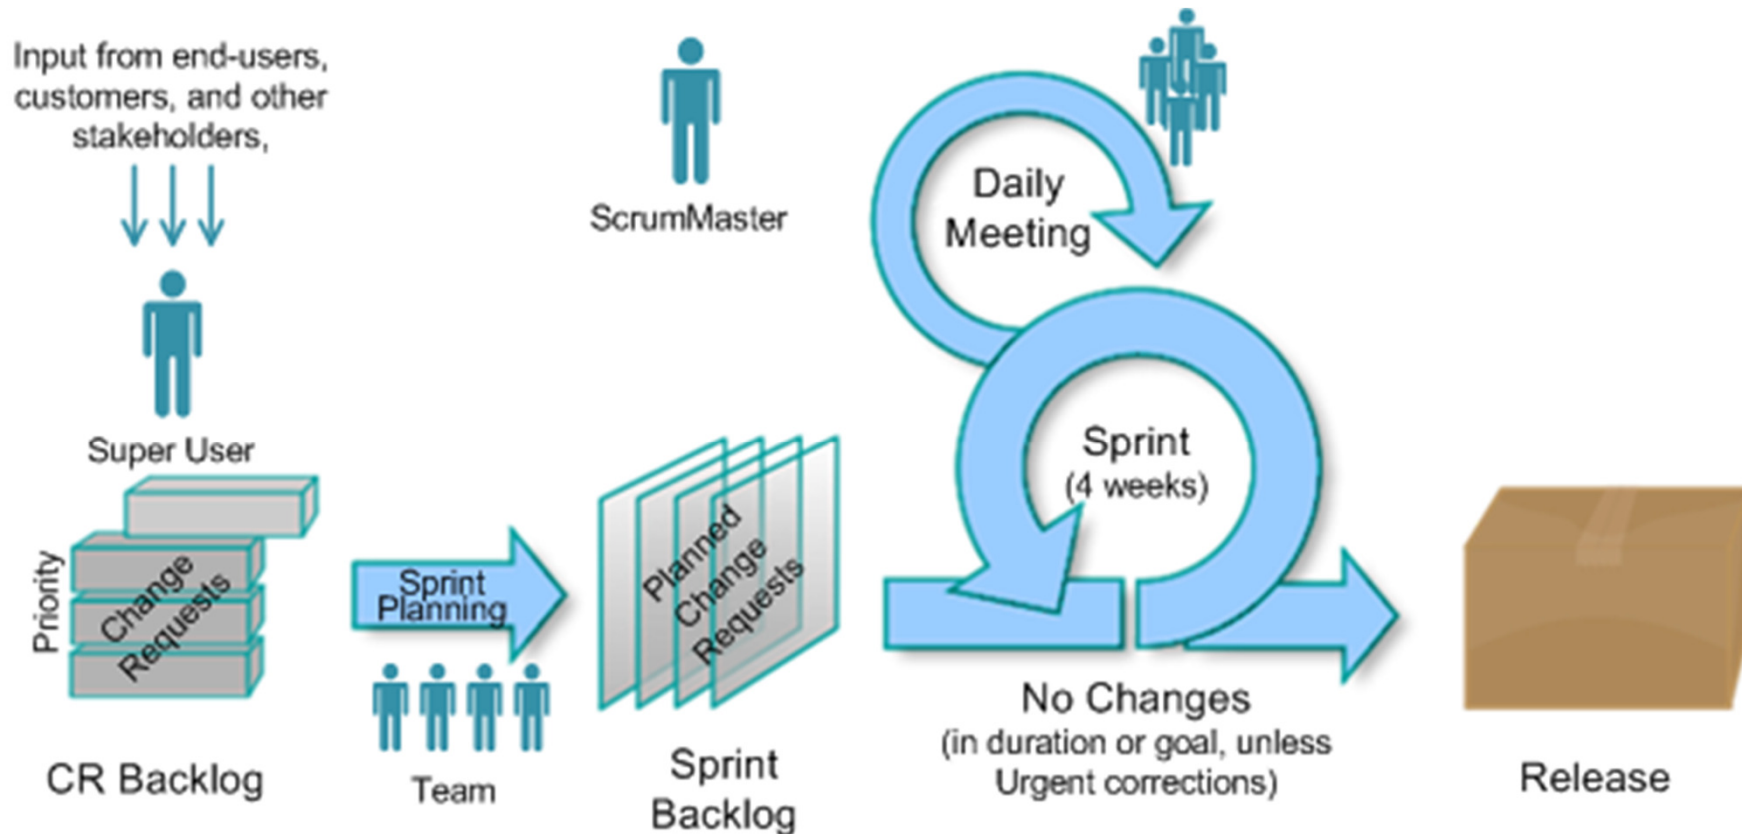 Input from end-users,
customers, and other
stakeholders,
Super User
Priority
Change
Requests
CR Backlog
Sprint
Planning
Team
ScrumMaster
Planned
Change
Requests
Sprint
Backlog
Daily
Meeting
Sprint
(4 weeks)
No Changes
(in duration or goal, unless
Urgent corrections)
Release